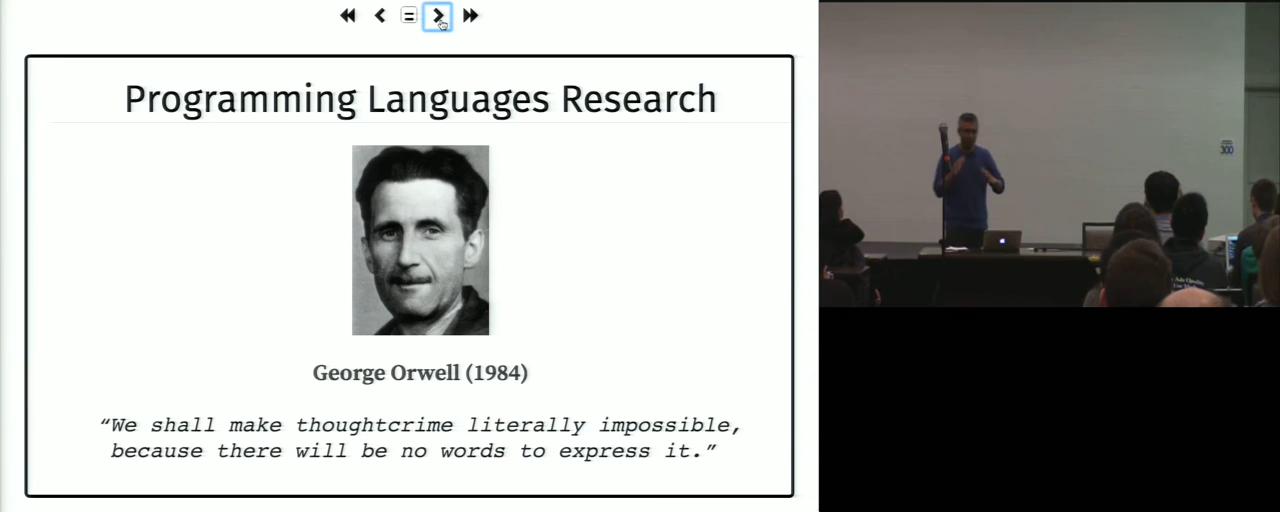 Programming Languages Research
George Orwell (1984)
“We shall make thoughtcrime literally impossible,
because there will be no words to express it.”
300